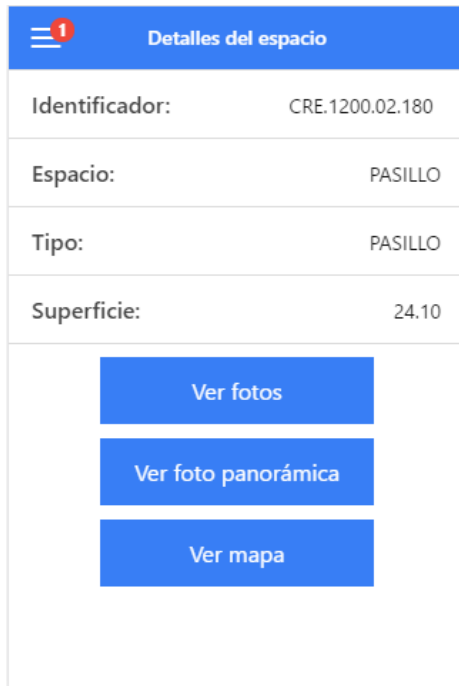 1
Detalles del espacio
Identificador: CRE.1200.02.180
Espacio: PASILLO
Tipo: PASILLO
Superficie: 24.10
Ver fotos
Ver foto panorámica
Ver mapa